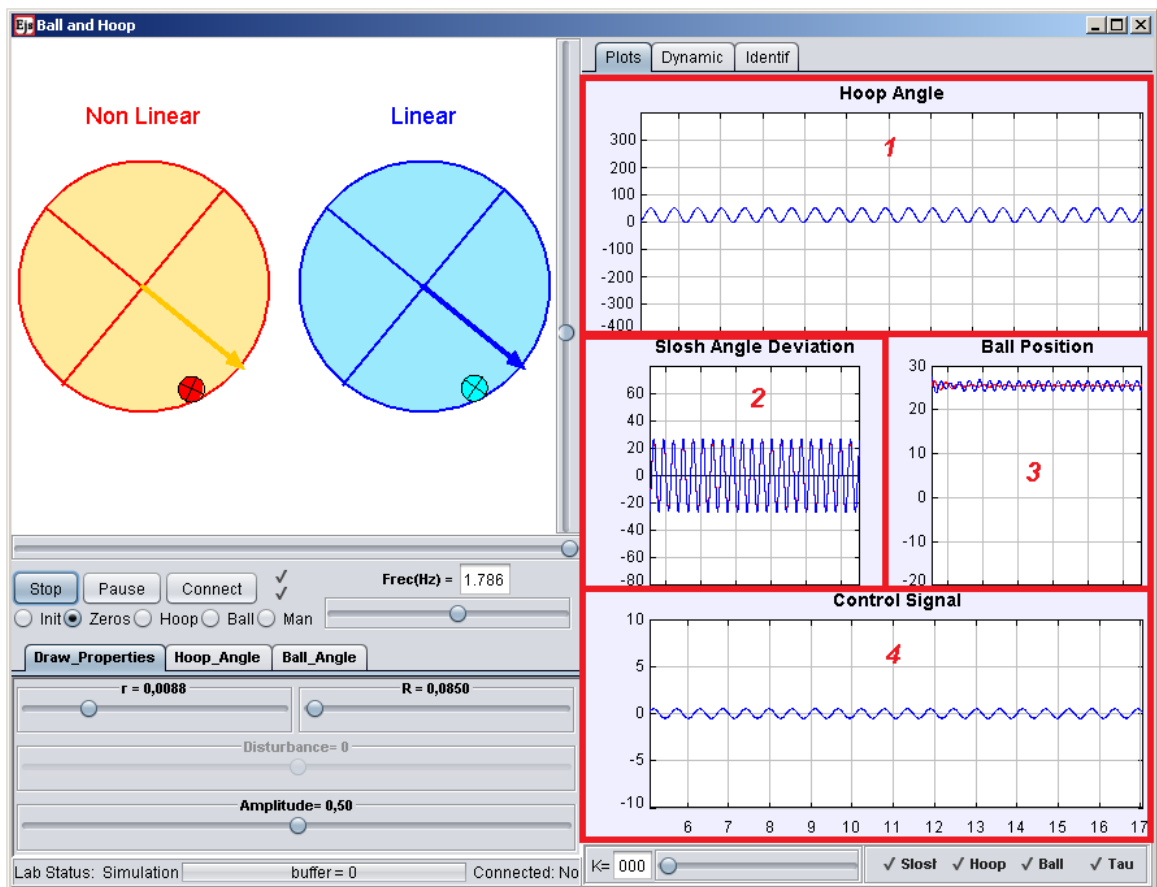 Ejs Ball and Hoop
Non Linear
Linear
Stop
Pause
Connect
Frec(Hz) =
1.786
Init
Zeros
Hoop
Ball
Man
Draw_Properties
Hoop_Angle
Ball_Angle
r = 0,0088
R = 0,0850
Disturbance= 0
Amplitude= 0,50
Lab Status: Simulation
buffer = 0
Connected: No
Plots
Dynamic
Identif
Hoop Angle
1
300
200
100
0
-100
-200
-300
-400
Slosh Angle Deviation
2
60
40
20
0
-20
-40
-60
-80
Ball Position
3
30
20
10
0
-10
-20
Control Signal
4
10
5
0
-5
-10
6 7 8 9 10 11 12 13 14 15 16 17
K= 000
✓ Slosh ✓ Hoop ✓ Ball ✓ Tau